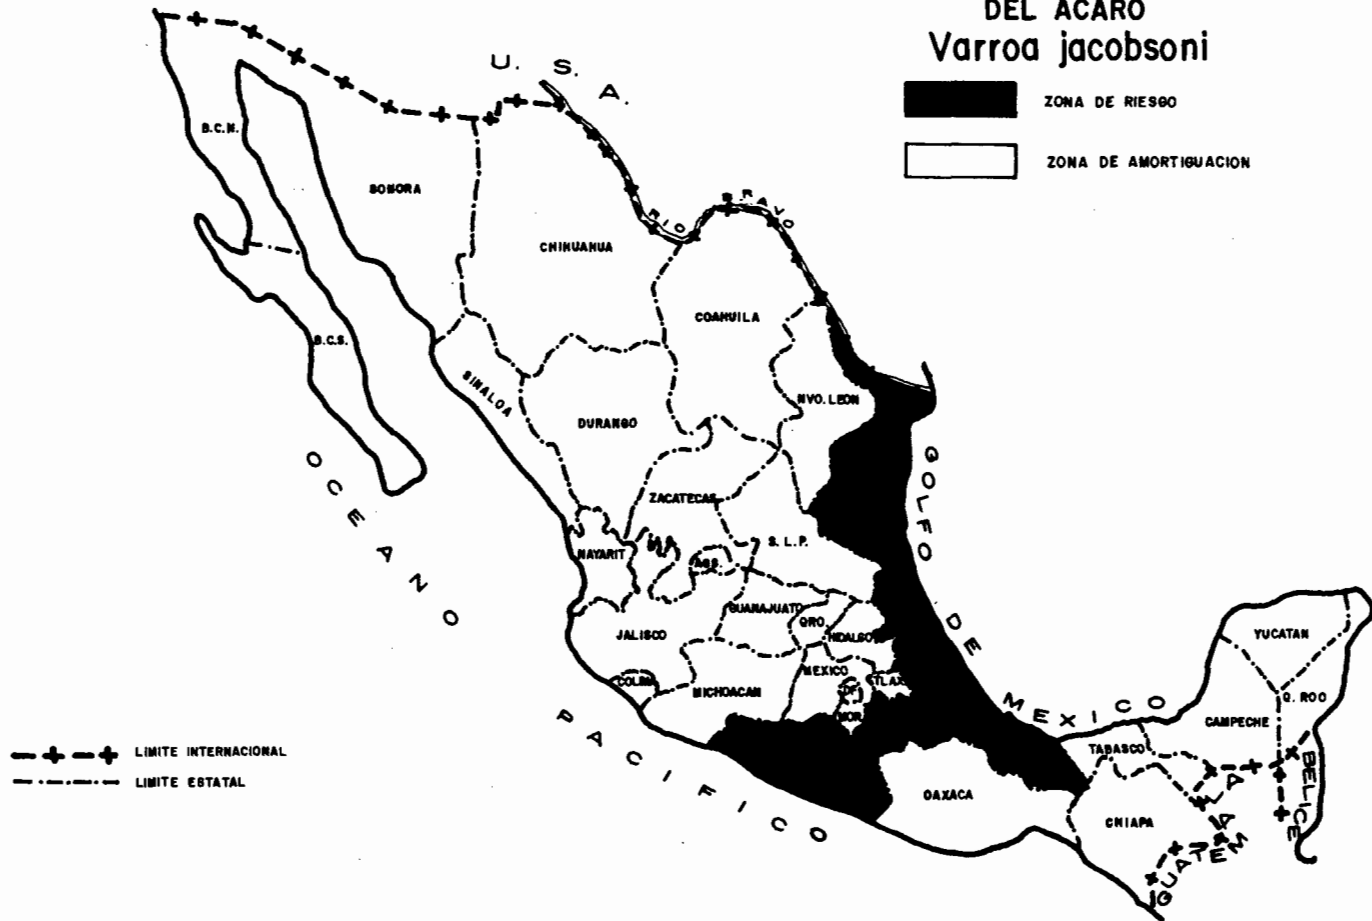 DEL ACARO
Varroa jacobsoni
ZONA DE RIESGO
ZONA DE AMORTIGUACION
U. S. A.
B.C.N.
SONORA
CHIHUAHUA
RIO BRAVO
COAHUILA
B.C.S.
SINALOA
NVO. LEON
DURANGO
ZACATECAS
S.L.P.
NAYARIT
AGS.
GUANAJUATO
QRO.
HIDALGO
JALISCO
MEXICO
TLAX.
D.F.
COLIMA
MICHOACAN
MOR.
OCEANO PACIFICO
GOLFO DE MEXICO
YUCATAN
Q. ROO
CAMPECHE
TABASCO
OAXACA
CHIAPA
BELICE
GUATEMALA
LIMITE INTERNACIONAL
LIMITE ESTATAL